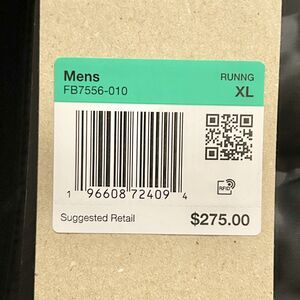 Mens RUNNG
FB7556-010 XL
RFID
1 96608 72409 4
Suggested Retail $275.00